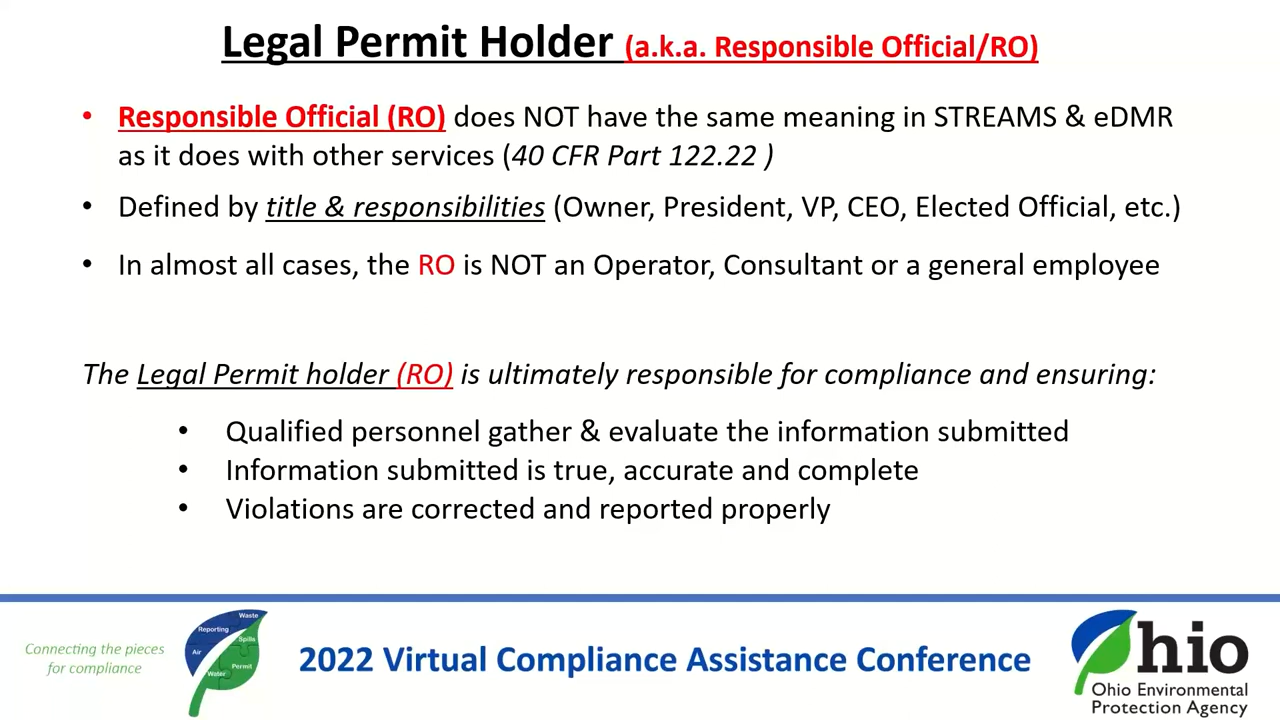 Legal Permit Holder (a.k.a. Responsible Official/RO)
• Responsible Official (RO) does NOT have the same meaning in STREAMS & eDMR
as it does with other services (40 CFR Part 122.22 )
• Defined by title & responsibilities (Owner, President, VP, CEO, Elected Official, etc.)
• In almost all cases, the RO is NOT an Operator, Consultant or a general employee
The Legal Permit holder (RO) is ultimately responsible for compliance and ensuring:
• Qualified personnel gather & evaluate the information submitted
• Information submitted is true, accurate and complete
• Violations are corrected and reported properly
Connecting the pieces
for compliance
Waste
Reporting
Spills
Air
Permit
Water
2022 Virtual Compliance Assistance Conference
Ohio
Ohio Environmental
Protection Agency